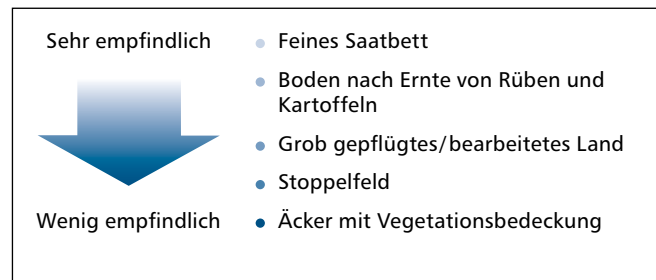 Sehr empfindlich
• Feines Saatbett
• Boden nach Ernte von Rüben und
Kartoffeln
• Grob gepflügtes/bearbeitetes Land
• Stoppelfeld
Wenig empfindlich
• Äcker mit Vegetationsbedeckung